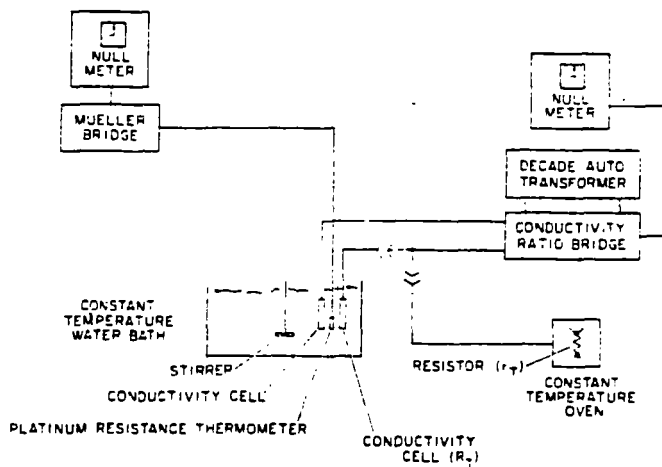 NULL
METER
MUELLER
BRIDGE
NULL
METER
DECADE AUTO
TRANSFORMER
CONDUCTIVITY
RATIO BRIDGE
CONSTANT
TEMPERATURE
WATER BATH
STIRRER
CONDUCTIVITY CELL
PLATINUM RESISTANCE THERMOMETER
CONDUCTIVITY
CELL (RT)
RESISTOR (rT)
CONSTANT
TEMPERATURE
OVEN